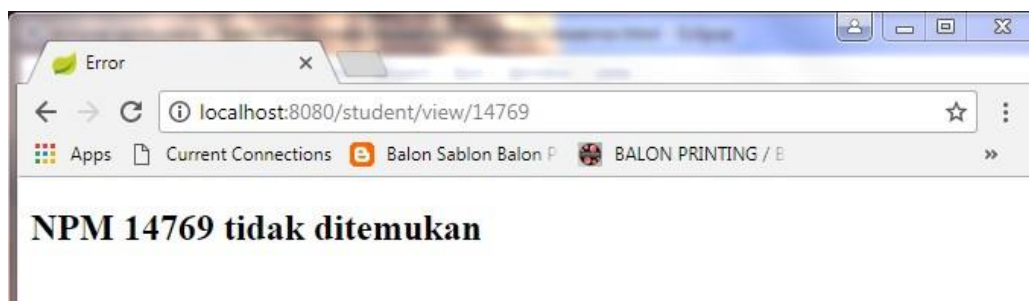 Error
localhost:8080/student/view/14769
Apps Current Connections Balon Sablon Balon P BALON PRINTING / B
NPM 14769 tidak ditemukan